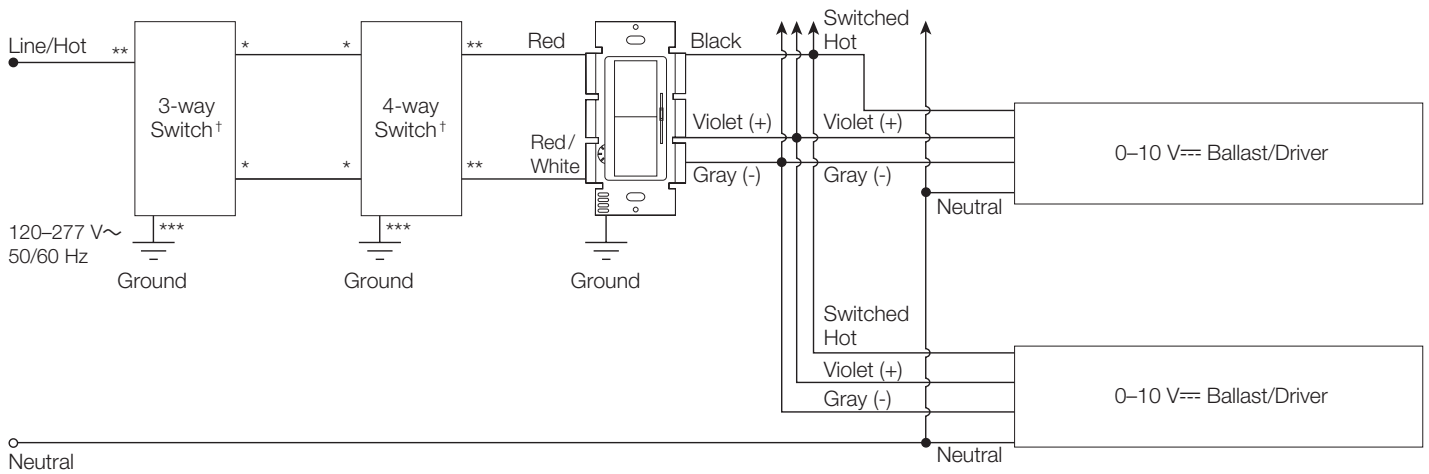 Line/Hot
**
3-way
Switch†
*
*
*
*
4-way
Switch†
**
**
Red
Red/
White
Black
Violet (+)
Gray (-)
Switched
Hot
Violet (+)
Gray (-)
Neutral
0–10 V⎓ Ballast/Driver
120–277 V~
50/60 Hz
***
Ground
***
Ground
Ground
Switched
Hot
Violet (+)
Gray (-)
Neutral
0–10 V⎓ Ballast/Driver
Neutral